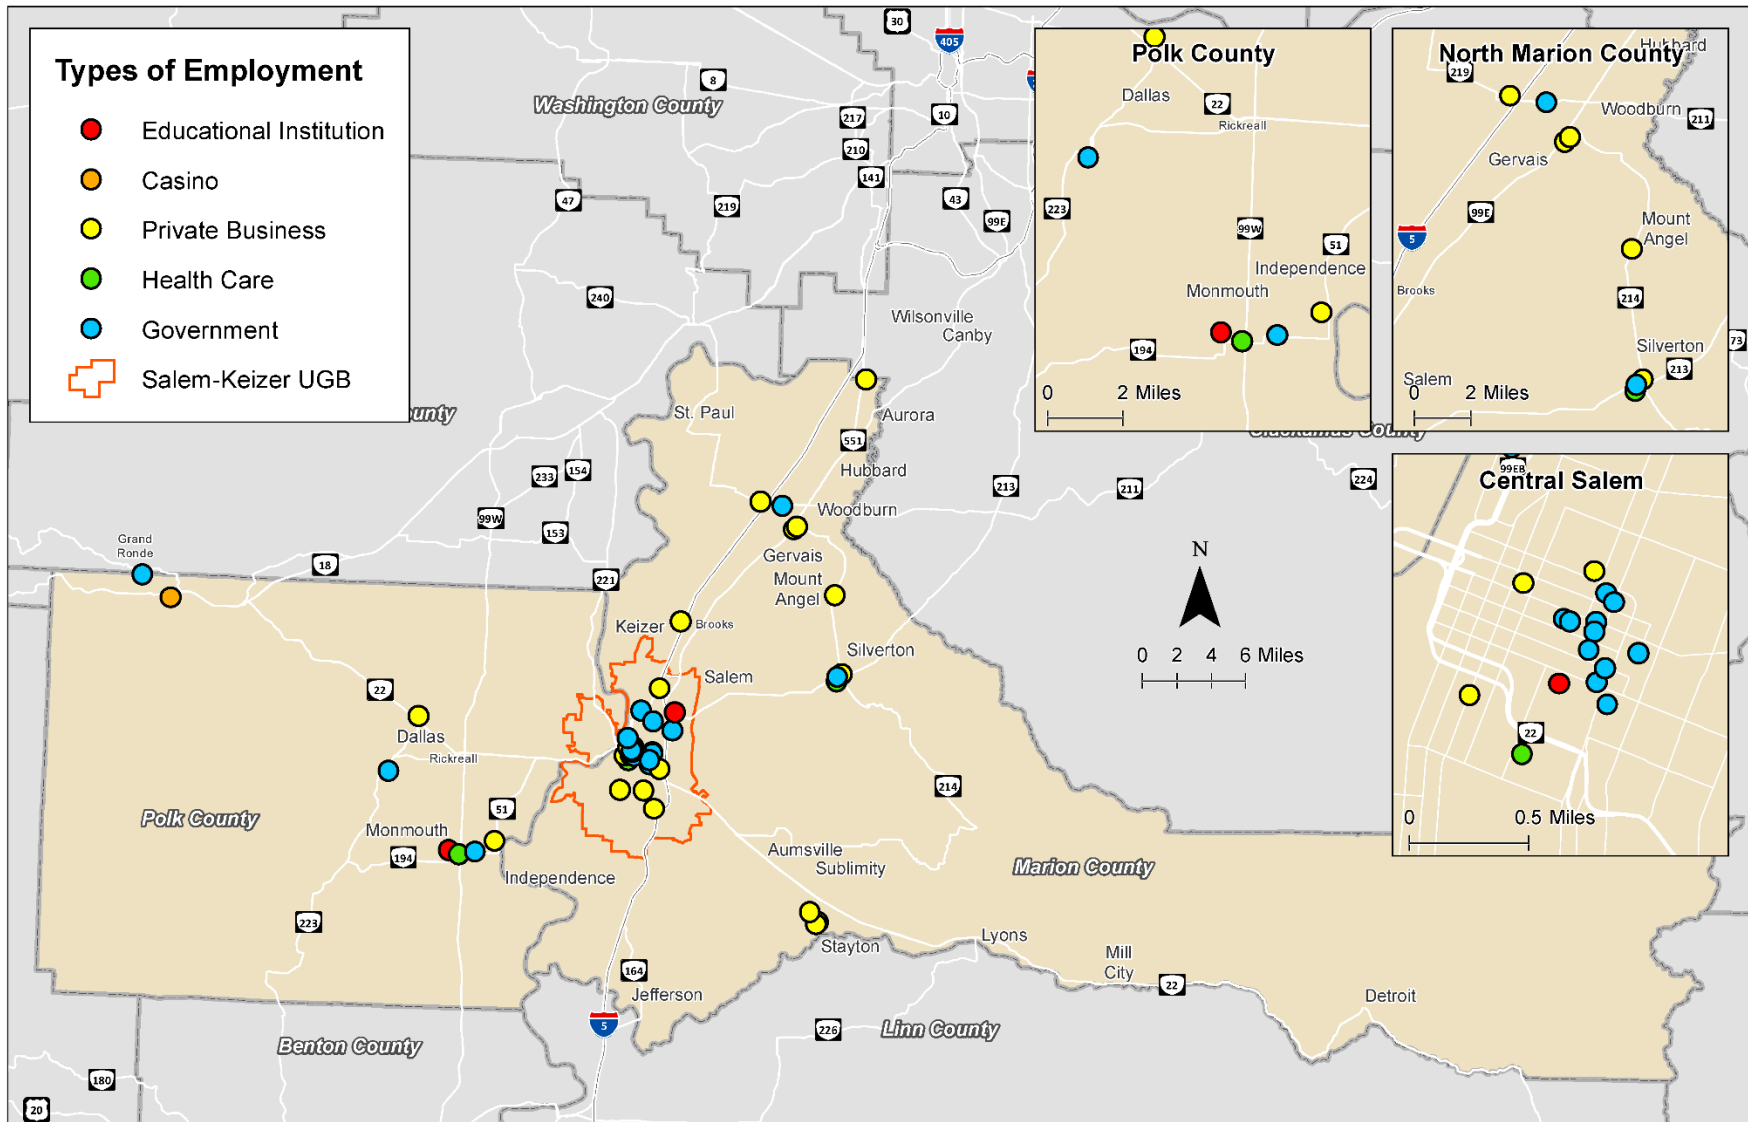 Types of Employment
Educational Institution
Casino
Private Business
Health Care
Government
Salem-Keizer UGB
30
405
8
Washington County
217
10
210
141
47
219
43
99E
240
Wilsonville
Canby
ounty
St. Paul
Aurora
551
Hubbard
233
154
213
211
224
99W
153
Woodburn
Grand
Ronde
18
221
Gervais
Mount
Angel
Keizer
Brooks
Silverton
Salem
22
Dallas
Rickreall
214
51
Polk County
Monmouth
194
Independence
Aumsville
Sublimity
Marion County
223
Stayton
Lyons
Mill
City
22
164
Jefferson
Detroit
5
226
Linn County
Benton County
180
20
N
0 2 4 6 Miles
Polk County
Dallas
22
Rickreall
223
99W
51
Independence
Monmouth
194
0 2 Miles
North Marion County
Hubbard
219
Woodburn
211
Gervais
99E
Mount
Angel
5
Brooks
214
Silverton
213
Salem
0 2 Miles
73
Clackamas County
99EB
Central Salem
22
0 0.5 Miles